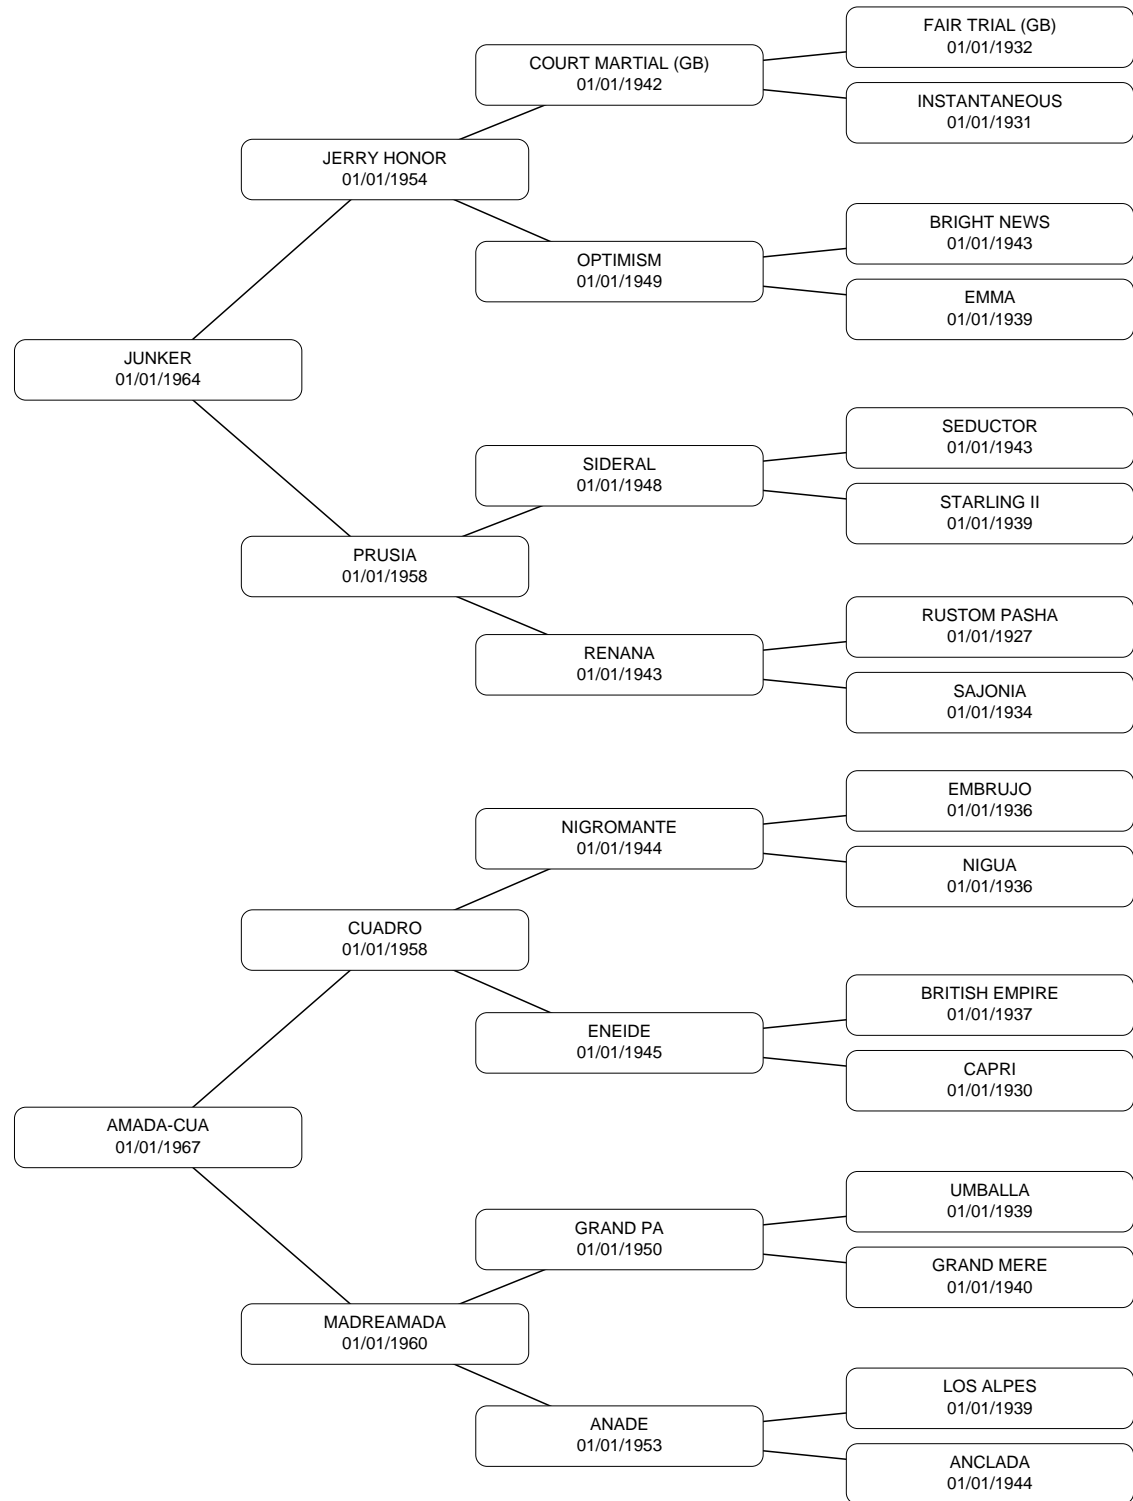 FAIR TRIAL (GB)
01/01/1932
COURT MARTIAL (GB)
01/01/1942
INSTANTANEOUS
01/01/1931
JERRY HONOR
01/01/1954
BRIGHT NEWS
01/01/1943
OPTIMISM
01/01/1949
EMMA
01/01/1939
JUNKER
01/01/1964
SEDUCTOR
01/01/1943
SIDERAL
01/01/1948
STARLING II
01/01/1939
PRUSIA
01/01/1958
RUSTOM PASHA
01/01/1927
RENANA
01/01/1943
SAJONIA
01/01/1934
EMBRUJO
01/01/1936
NIGROMANTE
01/01/1944
NIGUA
01/01/1936
CUADRO
01/01/1958
BRITISH EMPIRE
01/01/1937
ENEIDE
01/01/1945
CAPRI
01/01/1930
AMADA-CUA
01/01/1967
UMBALLA
01/01/1939
GRAND PA
01/01/1950
GRAND MERE
01/01/1940
MADREAMADA
01/01/1960
LOS ALPES
01/01/1939
ANADE
01/01/1953
ANCLADA
01/01/1944